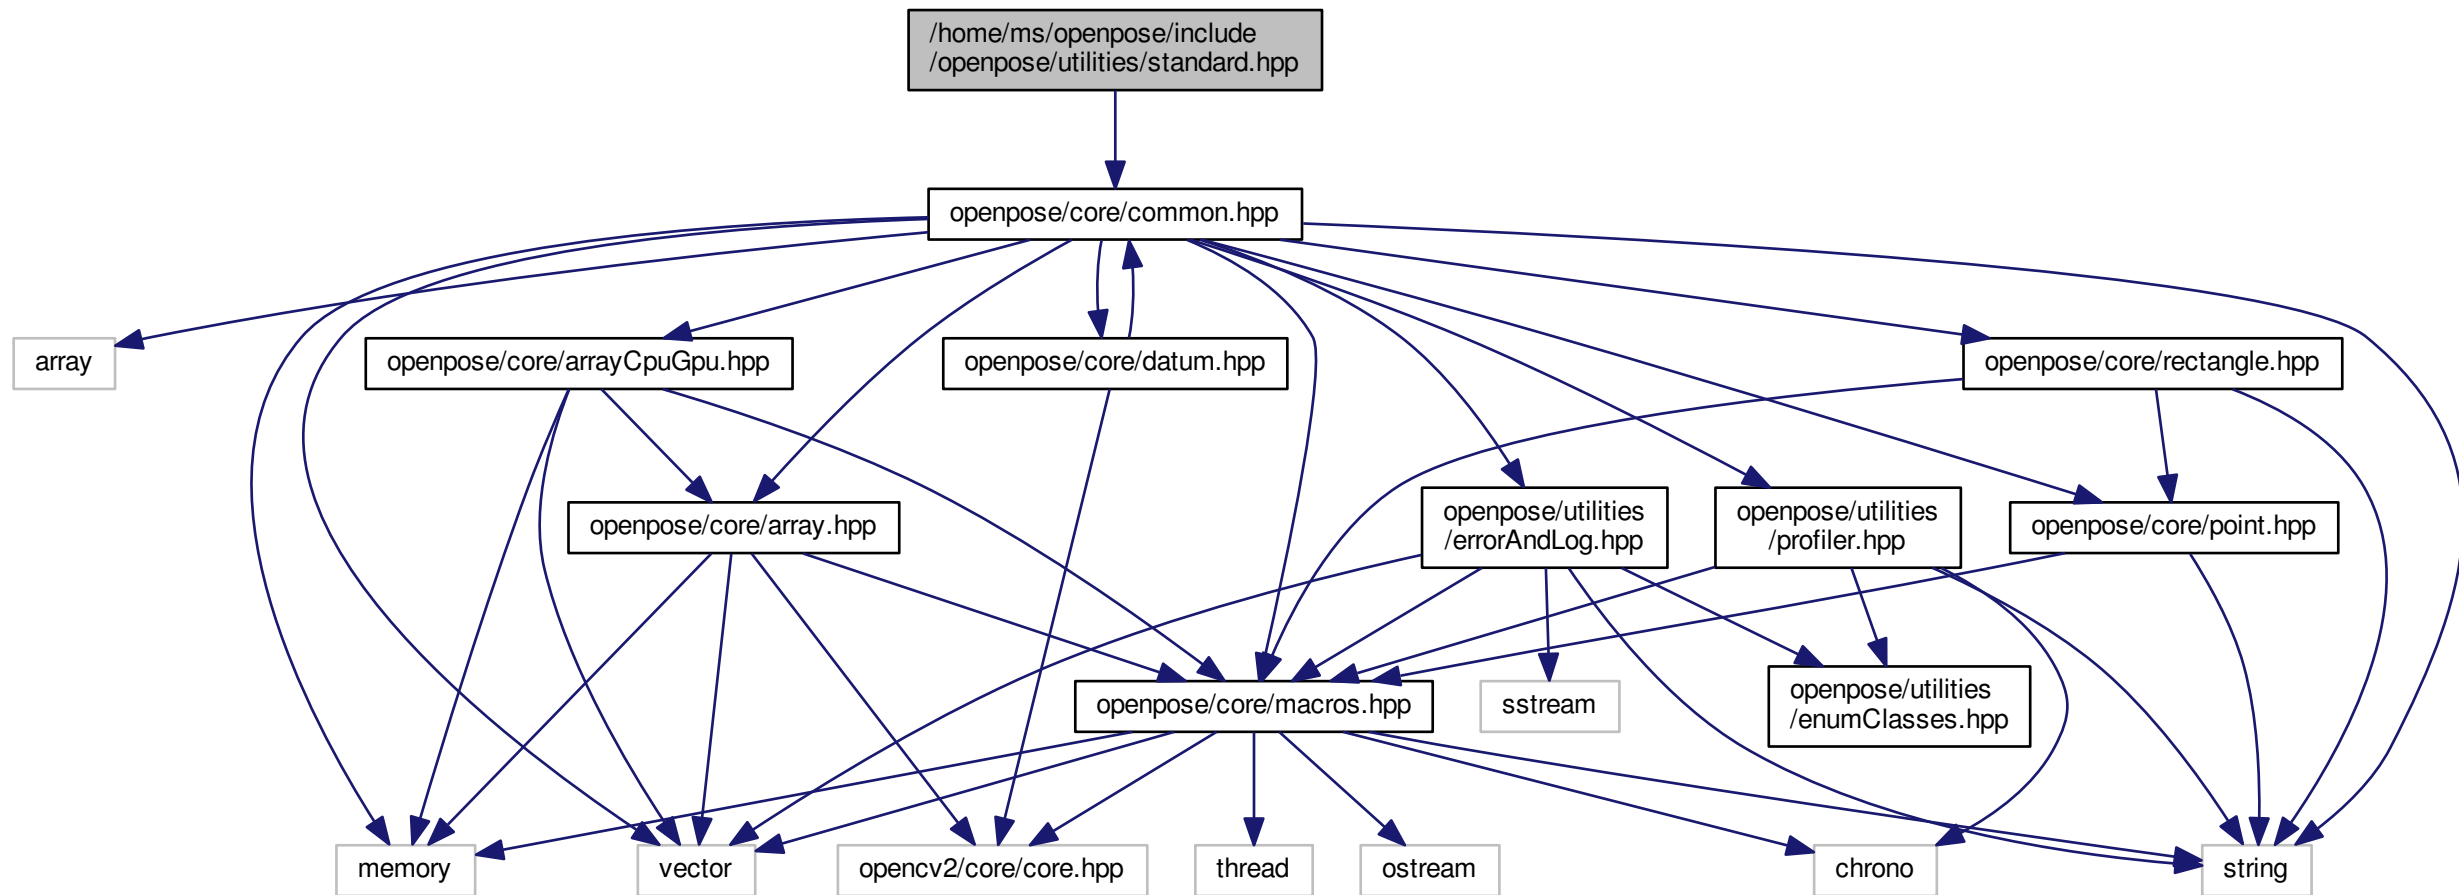 /home/ms/openpose/include
/openpose/utilities/standard.hpp
openpose/core/common.hpp
array
openpose/core/arrayCpuGpu.hpp
openpose/core/datum.hpp
openpose/core/rectangle.hpp
openpose/core/array.hpp
openpose/utilities
/errorAndLog.hpp
openpose/utilities
/profiler.hpp
openpose/core/point.hpp
openpose/core/macros.hpp
sstream
openpose/utilities
/enumClasses.hpp
memory
vector
opencv2/core/core.hpp
thread
ostream
chrono
string